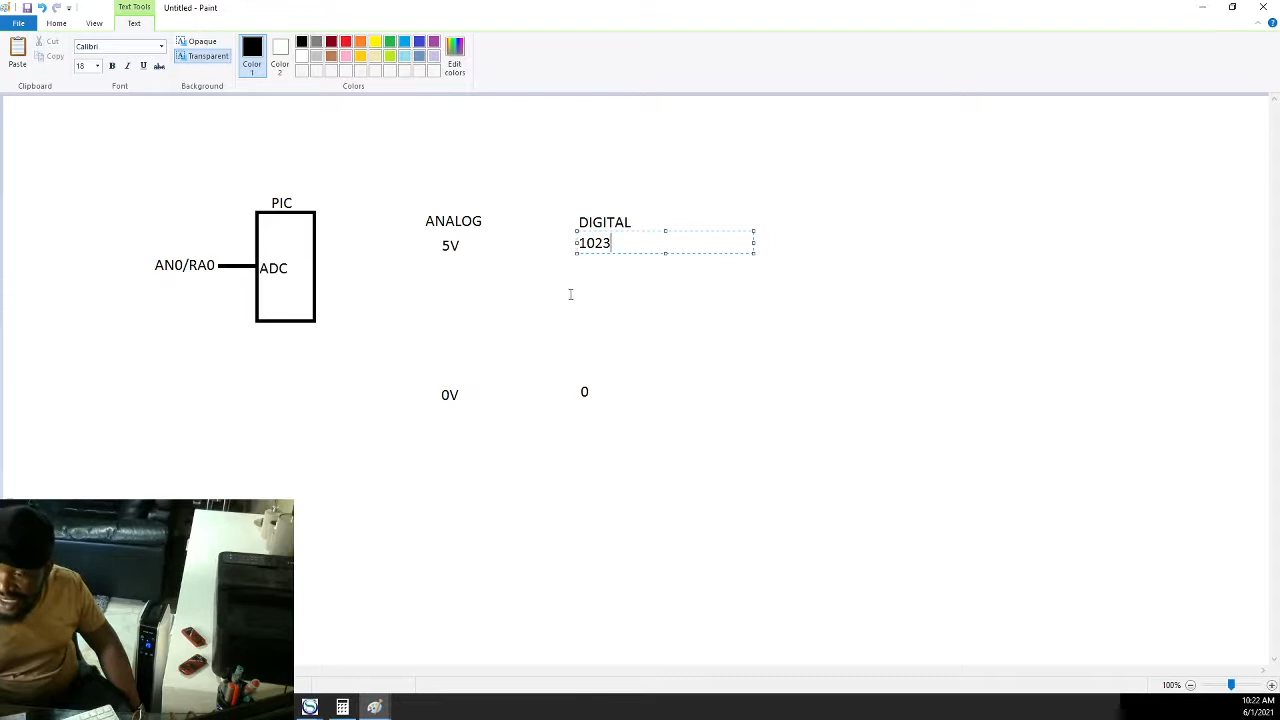 Text Tools
Untitled - Paint
File
Home
View
Text
Paste
Cut
Copy
Clipboard
Calibri
18
B
I
U
abc
Font
Opaque
Transparent
Background
Color 1
Color 2
Edit colors
Colors
PIC
AN0/RA0
ADC
ANALOG
5V
0V
DIGITAL
1023
0
100%
10:22 AM
6/1/2021